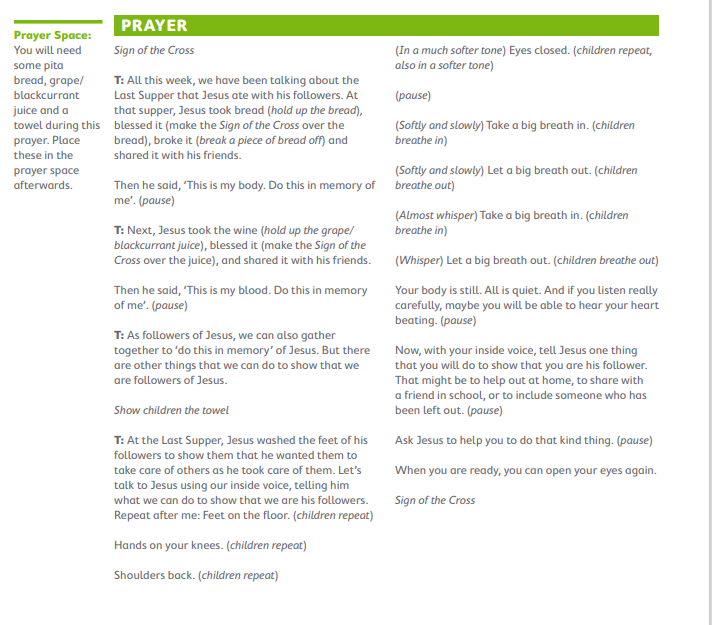 PRAYER
Prayer Space:
You will need
some pita
bread, grape/
blackcurrant
juice and a
towel during this
prayer. Place
these in the
prayer space
afterwards.
Sign of the Cross
T: All this week, we have been talking about the
Last Supper that Jesus ate with his followers. At
that supper, Jesus took bread (hold up the bread),
blessed it (make the Sign of the Cross over the
bread), broke it (break a piece of bread off) and
shared it with his friends.
Then he said, ‘This is my body. Do this in memory of
me’. (pause)
T: Next, Jesus took the wine (hold up the grape/
blackcurrant juice), blessed it (make the Sign of the
Cross over the juice), and shared it with his friends.
Then he said, ‘This is my blood. Do this in memory
of me’. (pause)
T: As followers of Jesus, we can also gather
together to ‘do this in memory’ of Jesus. But there
are other things that we can do to show that we
are followers of Jesus.
Show children the towel
T: At the Last Supper, Jesus washed the feet of his
followers to show them that he wanted them to
take care of others as he took care of them. Let’s
talk to Jesus using our inside voice, telling him
what we can do to show that we are his followers.
Repeat after me: Feet on the floor. (children repeat)
Hands on your knees. (children repeat)
Shoulders back. (children repeat)
(In a much softer tone) Eyes closed. (children repeat,
also in a softer tone)
(pause)
(Softly and slowly) Take a big breath in. (children
breathe in)
(Softly and slowly) Let a big breath out. (children
breathe out)
(Almost whisper) Take a big breath in. (children
breathe in)
(Whisper) Let a big breath out. (children breathe out)
Your body is still. All is quiet. And if you listen really
carefully, maybe you will be able to hear your heart
beating. (pause)
Now, with your inside voice, tell Jesus one thing
that you will do to show that you are his follower.
That might be to help out at home, to share with
a friend in school, or to include someone who has
been left out. (pause)
Ask Jesus to help you to do that kind thing. (pause)
When you are ready, you can open your eyes again.
Sign of the Cross